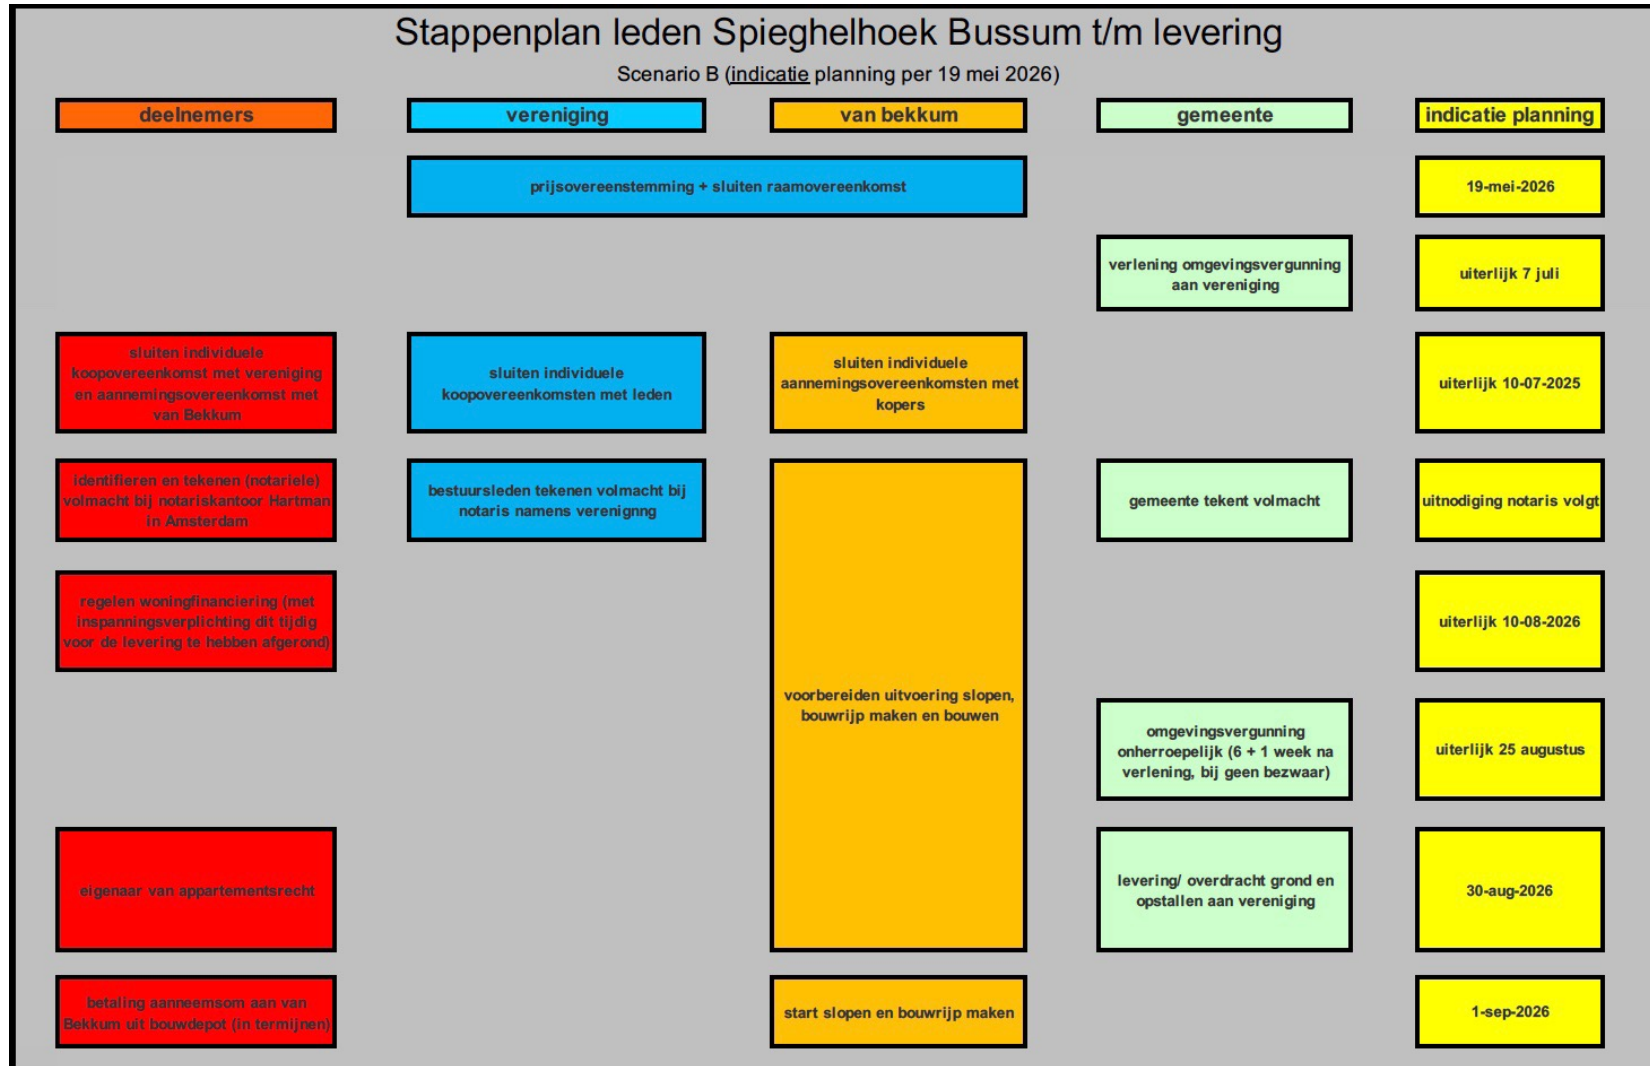 Stappenplan leden Spieghelhoek Bussum t/m levering
Scenario B (indicatie planning per 19 mei 2026)
deelnemers
vereniging
van bekkum
gemeente
indicatie planning
prijsovereenstemming + sluiten raamovereenkomst
19-mei-2026
verlening omgevingsvergunning
aan vereniging
uiterlijk 7 juli
sluiten individuele
koopovereenkomst met vereniging
en aannemingsovereenkomst met
van Bekkum
sluiten individuele
koopovereenkomsten met leden
sluiten individuele
aannemingsovereenkomsten met
kopers
uiterlijk 10-07-2025
identifieren en tekenen (notariele)
volmacht bij notariskantoor Hartman
in Amsterdam
bestuursleden tekenen volmacht bij
notaris namens verenignng
gemeente tekent volmacht
uitnodiging notaris volgt
regelen woningfinanciering (met
inspanningsverplichting dit tijdig
voor de levering te hebben afgerond)
uiterlijk 10-08-2026
voorbereiden uitvoering slopen,
bouwrijp maken en bouwen
omgevingsvergunning
onherroepelijk (6 + 1 week na
verlening, bij geen bezwaar)
uiterlijk 25 augustus
eigenaar van appartementsrecht
levering/ overdracht grond en
opstallen aan vereniging
30-aug-2026
betaling aanneemsom aan van
Bekkum uit bouwdepot (in termijnen)
start slopen en bouwrijp maken
1-sep-2026